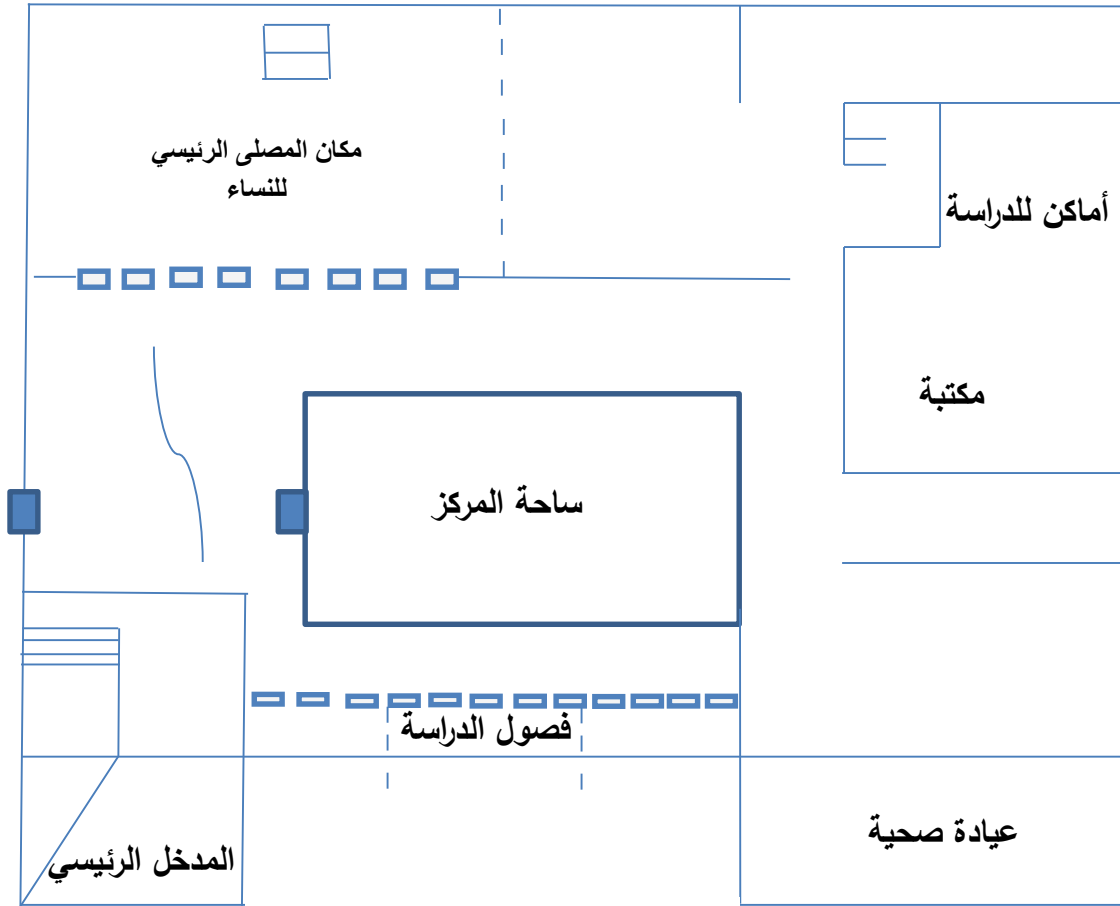 مكان المصلى الرئيسي
للنساء
أماكن للدراسة
مكتبة
ساحة المركز
فصول الدراسة
عيادة صحية
المدخل الرئيسي